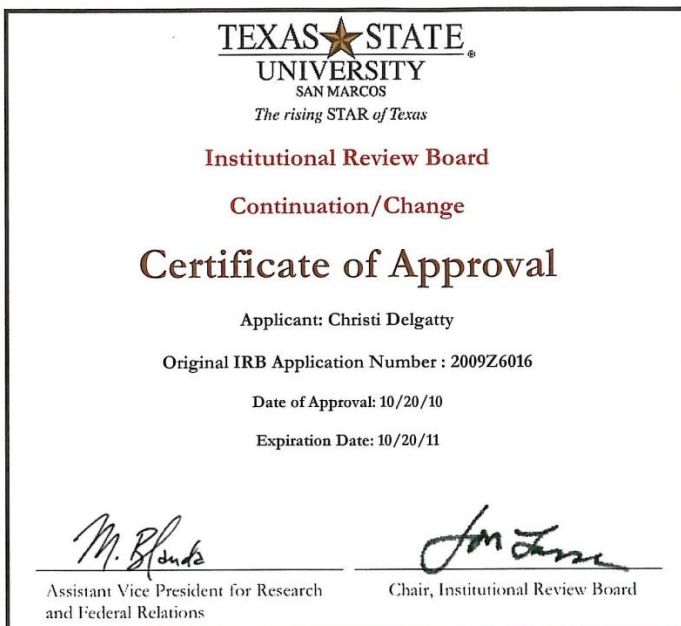 TEXAS STATE®
UNIVERSITY
SAN MARCOS
The rising STAR of Texas
Institutional Review Board
Continuation/Change
Certificate of Approval
Applicant: Christi Delgatty
Original IRB Application Number : 2009Z6016
Date of Approval: 10/20/10
Expiration Date: 10/20/11
M. Blanda
Assistant Vice President for Research
and Federal Relations
Chair, Institutional Review Board